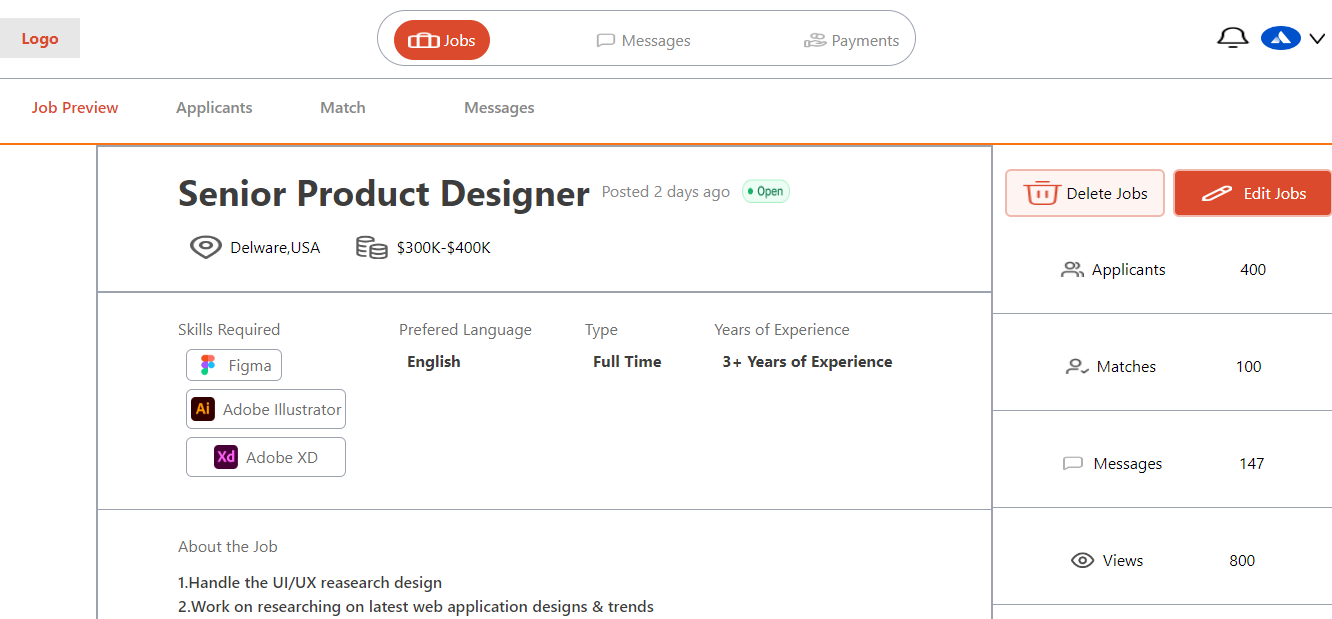 Logo
Jobs
Messages
Payments
Job Preview
Applicants
Match
Messages
Senior Product Designer
Posted 2 days ago
Open
Delware,USA
$300K-$400K
Delete Jobs
Edit Jobs
Applicants 400
Matches 100
Messages 147
Views 800
Skills Required
Figma
Ai Adobe Illustrator
Xd Adobe XD
Prefered Language
English
Type
Full Time
Years of Experience
3+ Years of Experience
About the Job
1.Handle the UI/UX reasearch design
2.Work on researching on latest web application designs & trends